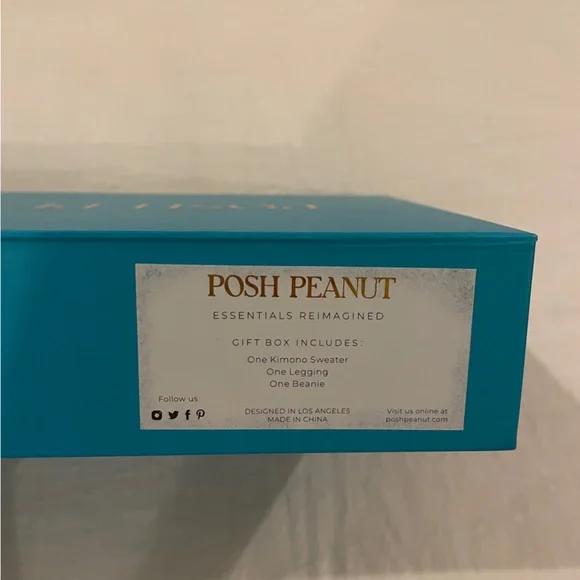 POSH PEANUT
ESSENTIALS REIMAGINED
GIFT BOX INCLUDES:
One Kimono Sweater
One Legging
One Beanie
Follow us
DESIGNED IN LOS ANGELES
MADE IN CHINA
Visit us online at
poshpeanut.com